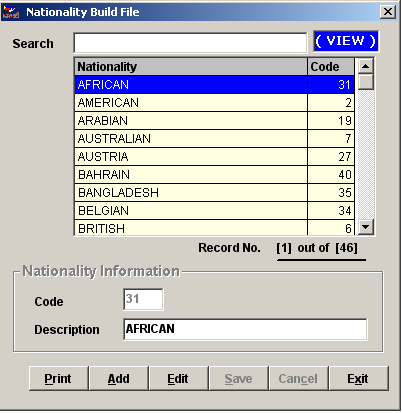 Nationality Build File
Search
( VIEW )
Nationality Code
AFRICAN 31
AMERICAN 2
ARABIAN 19
AUSTRALIAN 7
AUSTRIA 27
BAHRAIN 40
BANGLADESH 35
BELGIAN 34
BRITISH 6
Record No. [1] out of [46]
Nationality Information
Code 31
Description AFRICAN
Print Add Edit Save Cancel Exit